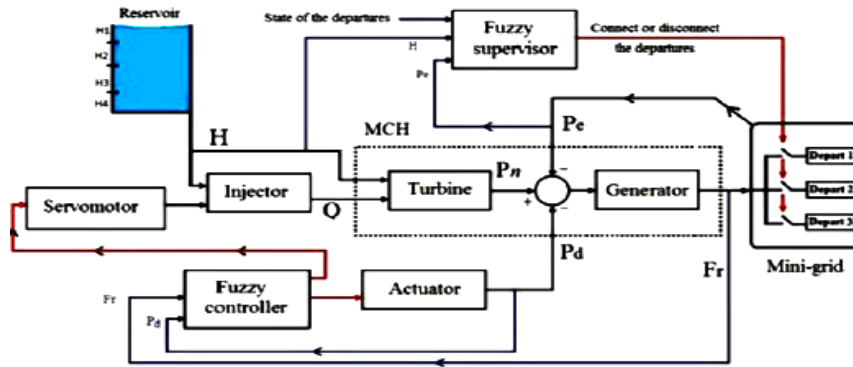 Reservoir
H1
H2
H3
H4
State of the departures
H
Pe
Fuzzy
supervisor
Connect or disconnect
the departures
H
MCH
Pe
Servomotor
Injector
Q
Turbine
Pn
−
+
−
Generator
Depart 1
Depart 2
Depart 3
Mini-grid
Pd
Fr
Fr
Pd
Fuzzy
controller
Actuator